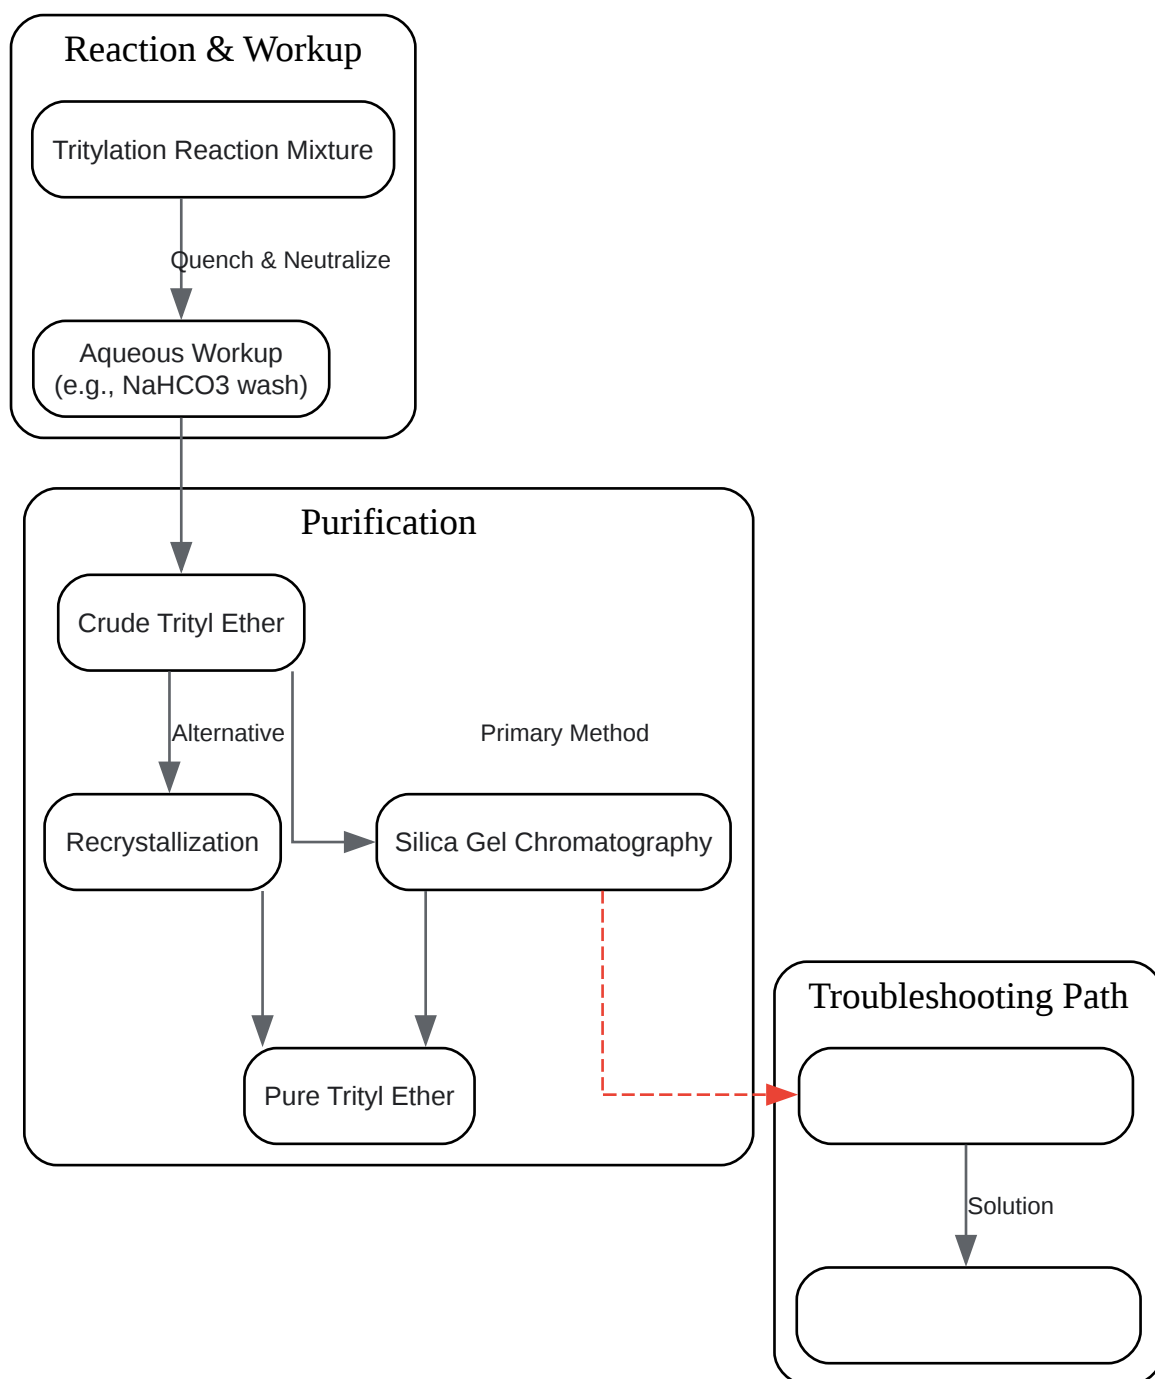 Reaction & Workup
Tritylation Reaction Mixture
Quench & Neutralize
Aqueous Workup
(e.g., NaHCO3 wash)
Purification
Crude Trityl Ether
Alternative
Primary Method
Recrystallization
Silica Gel Chromatography
Pure Trityl Ether
Troubleshooting Path
Solution